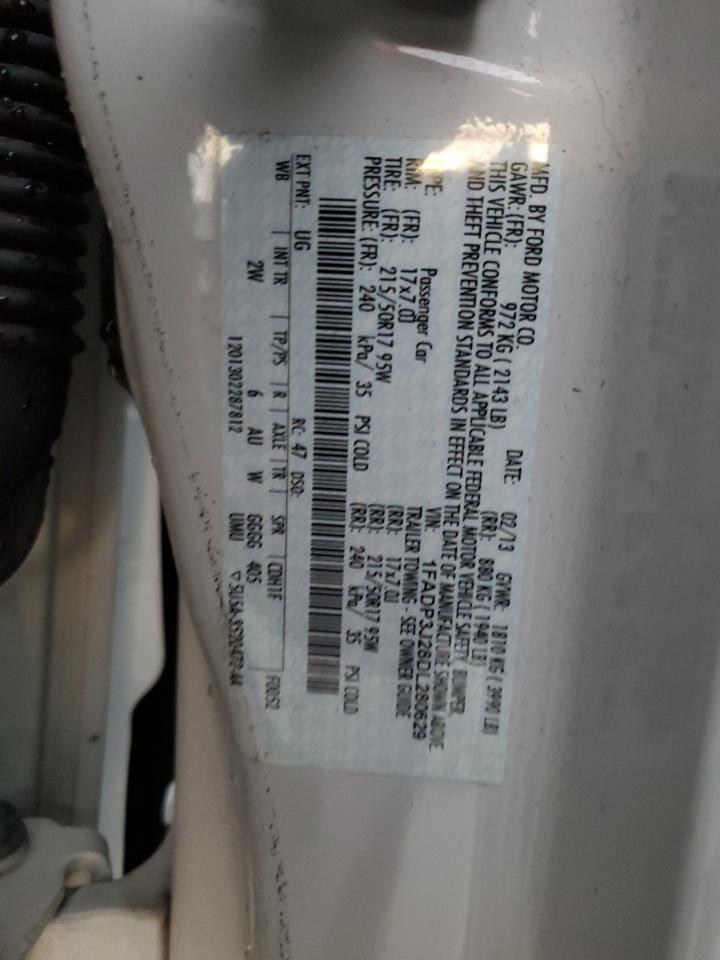 MFD. BY FORD MOTOR CO. DATE: 02/13 GVWR: 1810 KG ( 3990 LB)
GAWR: (FR): 972 KG ( 2143 LB) (RR): 880 KG ( 1940 LB)
THIS VEHICLE CONFORMS TO ALL APPLICABLE FEDERAL MOTOR VEHICLE SAFETY, BUMPER,
AND THEFT PREVENTION STANDARDS IN EFFECT ON THE DATE OF MANUFACTURE SHOWN ABOVE.
VIN: 1FADP3J28DL280629
Passenger Car TRAILER TOWING - SEE OWNER GUIDE
RIM: (FR): 17x7.0J (RR): 17x7.0J
TIRE: (FR): 215/50R17 95W (RR): 215/50R17 95W
PRESSURE: (FR): 240 kPa/ 35 PSI COLD (RR): 240 kPa/ 35 PSI COLD
EXT PNT: UG RC: 47 DSO: F0052
WB | INT TR | TP/PS | R | AXLE | TR | SPR | CDH1F
2W 6 AU W GGGG 405
1201302287812 UMU